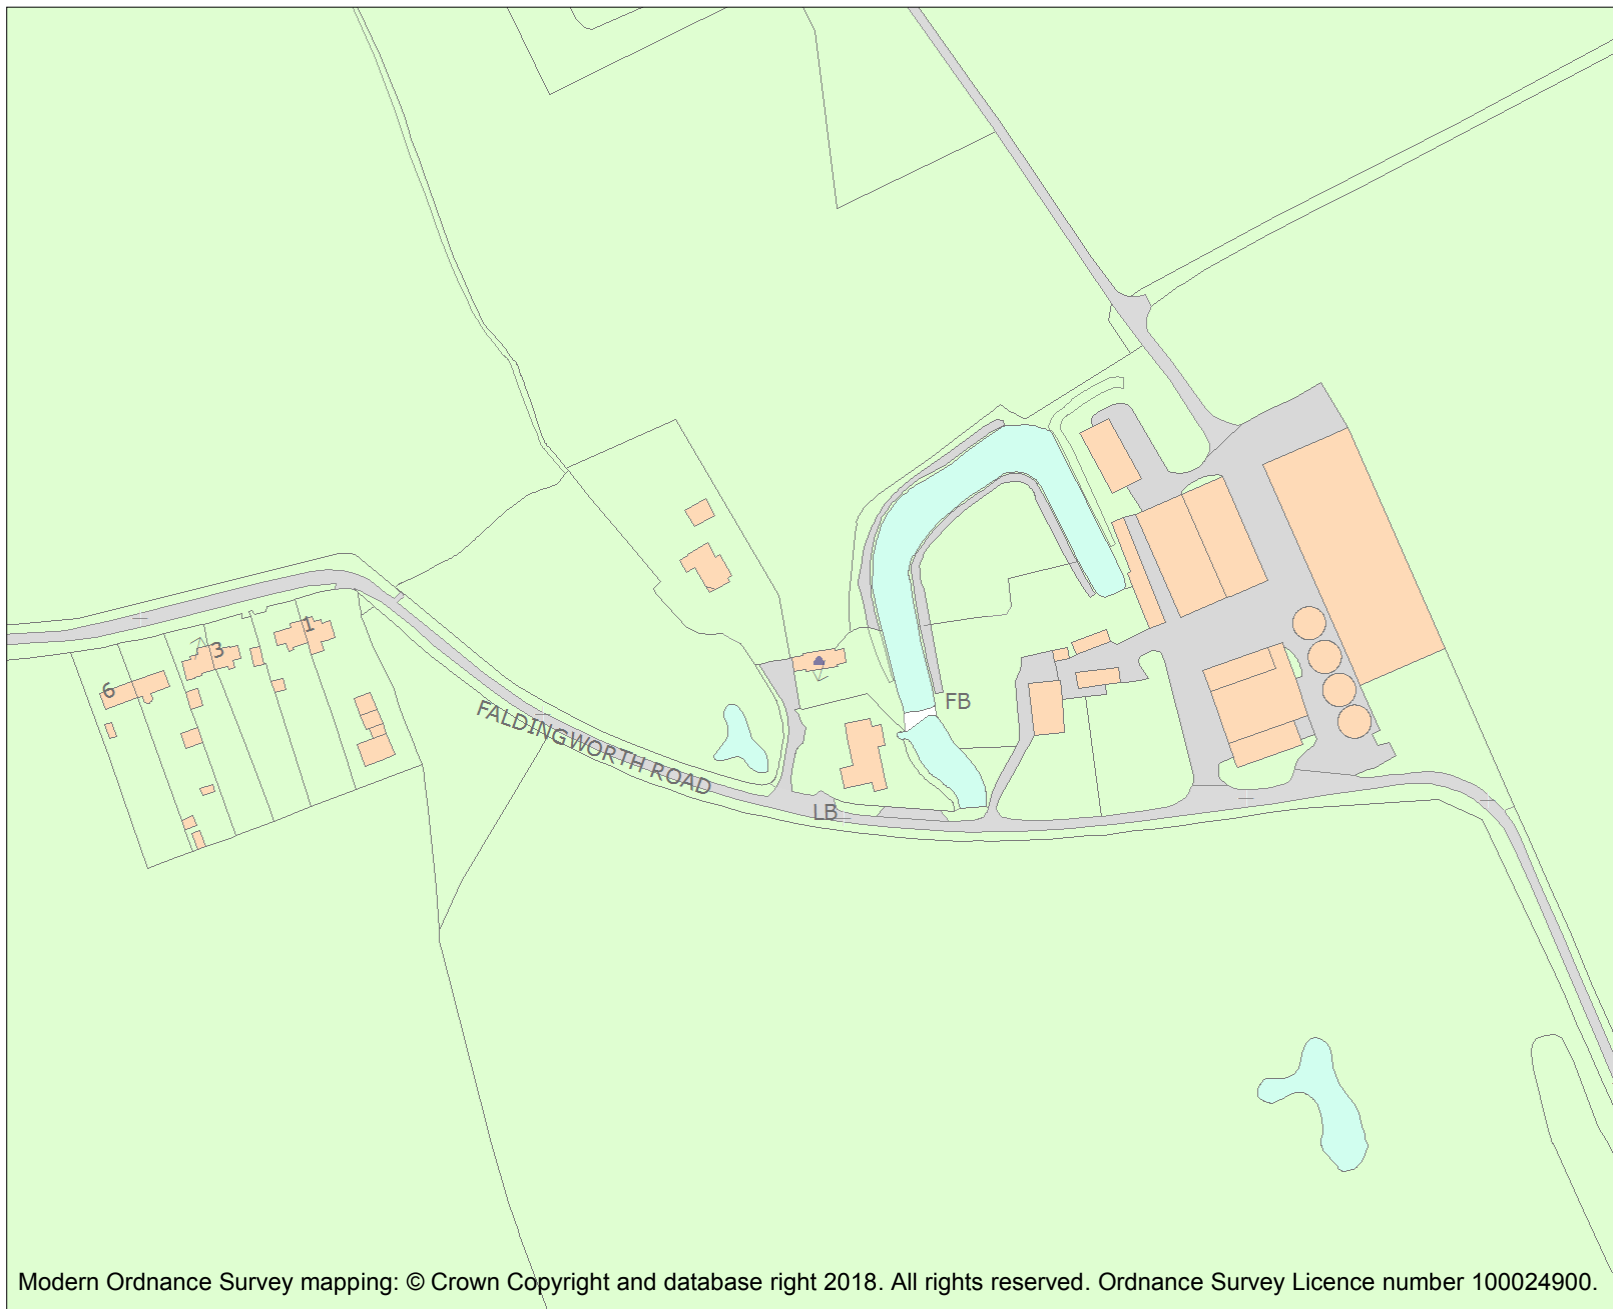 1
3
6
FB
FALDINGWORTH ROAD
LB
Modern Ordnance Survey mapping: © Crown Copyright and database right 2018. All rights reserved. Ordnance Survey Licence number 100024900.